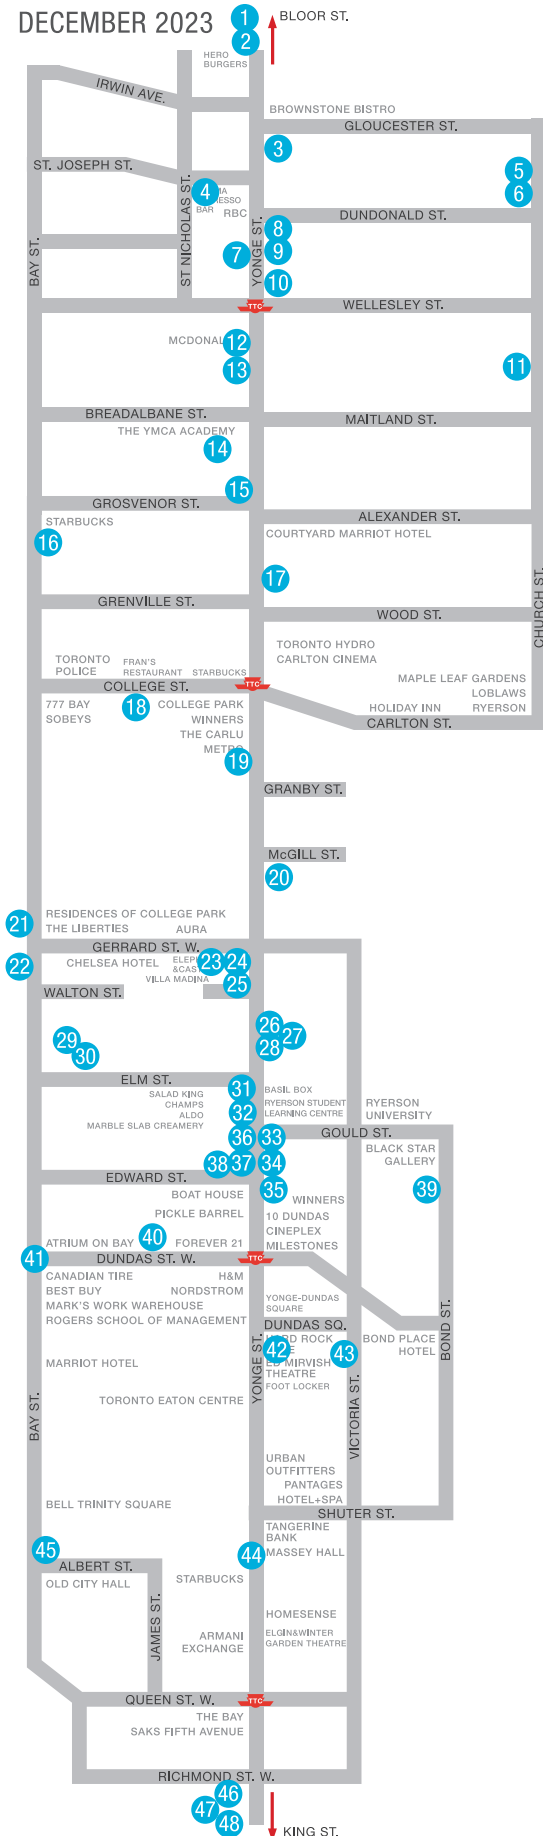 DECEMBER 2023
1
BLOOR ST.
2
HERO
BURGERS
IRWIN AVE.
BROWNSTONE BISTRO
GLOUCESTER ST.
3
ST. JOSEPH ST.
5
4
6
BAR
RBC
DUNDONALD ST.
8
BAY ST.
ST NICHOLAS ST.
YONGE ST.
7
9
10
TTC
WELLESLEY ST.
MCDONAL
12
13
11
BREADALBANE ST.
MAITLAND ST.
THE YMCA ACADEMY
14
15
GROSVENOR ST.
ALEXANDER ST.
STARBUCKS
COURTYARD MARRIOT HOTEL
16
17
CHURCH ST.
GRENVILLE ST.
WOOD ST.
TORONTO
POLICE
FRAN'S
RESTAURANT
STARBUCKS
TORONTO HYDRO
CARLTON CINEMA
COLLEGE ST.
TTC
MAPLE LEAF GARDENS
LOBLAWS
HOLIDAY INN
RYERSON
CARLTON ST.
777 BAY
SOBEYS
18
COLLEGE PARK
WINNERS
THE CARLU
METRO
19
GRANBY ST.
McGILL ST.
20
21
RESIDENCES OF COLLEGE PARK
THE LIBERTIES
AURA
GERRARD ST. W.
22
CHELSEA HOTEL
23
24
VILLA MADINA
25
WALTON ST.
26
27
28
29
30
ELM ST.
31
BASIL BOX
SALAD KING
CHAMPS
ALDO
MARBLE SLAB CREAMERY
32
RYERSON STUDENT
LEARNING CENTRE
RYERSON
UNIVERSITY
36
33
GOULD ST.
BLACK STAR
GALLERY
38
37
34
EDWARD ST.
35
39
BOAT HOUSE
WINNERS
PICKLE BARREL
10 DUNDAS
CINEPLEX
MILESTONES
40
ATRIUM ON BAY
FOREVER 21
41
DUNDAS ST. W.
TTC
CANADIAN TIRE
H&M
BEST BUY
NORDSTROM
MARK'S WORK WAREHOUSE
ROGERS SCHOOL OF MANAGEMENT
YONGE-DUNDAS
SQUARE
DUNDAS SQ.
BOND PLACE
HOTEL
BOND ST.
42
HARD ROCK
ED MIRVISH
THEATRE
FOOT LOCKER
43
MARRIOT HOTEL
TORONTO EATON CENTRE
BAY ST.
YONGE ST.
VICTORIA ST.
URBAN
OUTFITTERS
PANTAGES
HOTEL+SPA
BELL TRINITY SQUARE
SHUTER ST.
TANGERINE
BANK
MASSEY HALL
45
44
ALBERT ST.
OLD CITY HALL
STARBUCKS
JAMES ST.
HOMESENSE
ARMANI
EXCHANGE
ELGIN&WINTER
GARDEN THEATRE
QUEEN ST. W.
TTC
THE BAY
SAKS FIFTH AVENUE
RICHMOND ST. W.
46
47
48
KING ST.